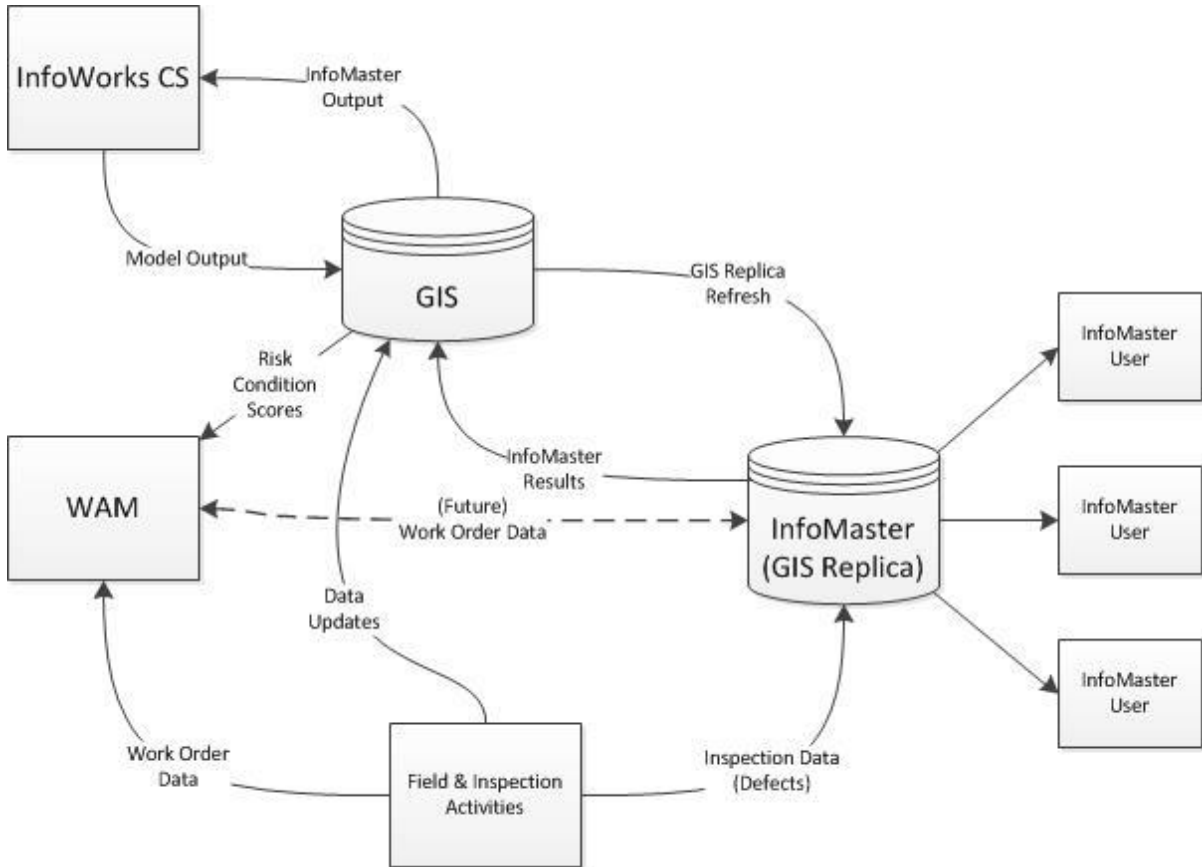 InfoWorks CS
InfoMaster
Output
Model Output
GIS
GIS Replica
Refresh
InfoMaster
User
Risk
Condition
Scores
WAM
InfoMaster
Results
(Future)
Work Order Data
InfoMaster
(GIS Replica)
InfoMaster
User
Data
Updates
InfoMaster
User
Work Order
Data
Field & Inspection
Activities
Inspection Data
(Defects)